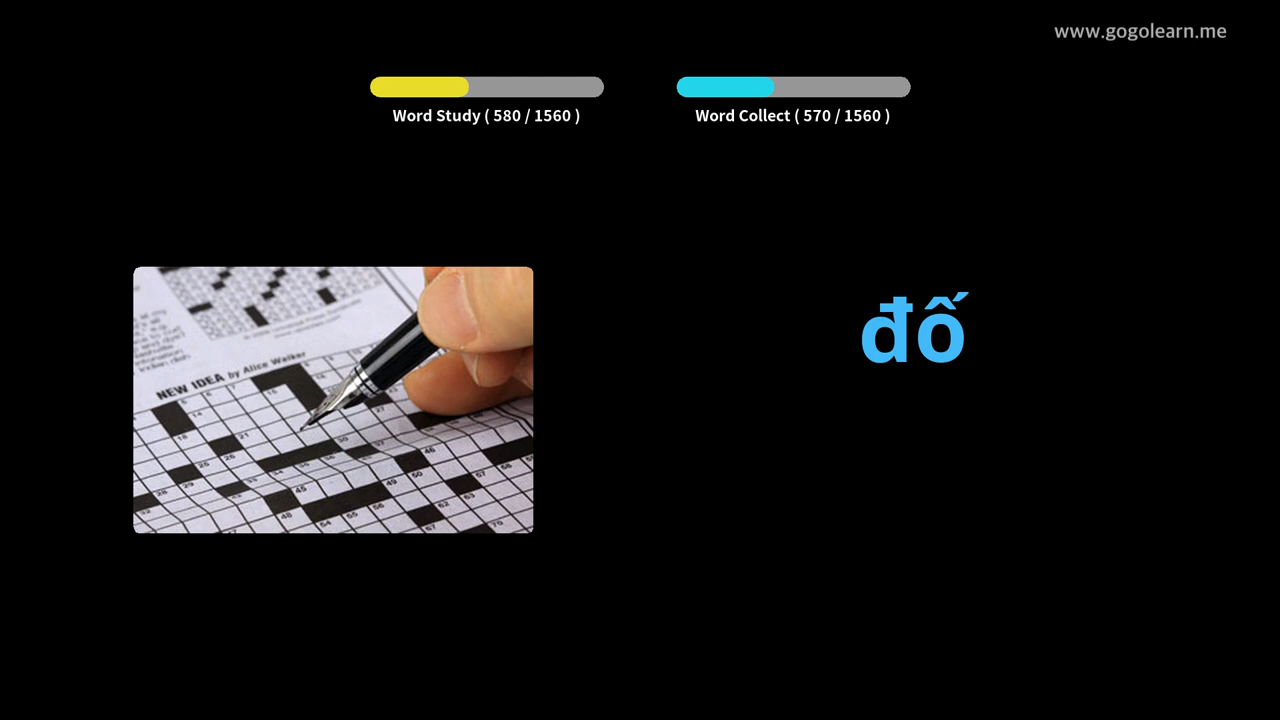 www.gogolearn.me
Word Study ( 580 / 1560 )
Word Collect ( 570 / 1560 )
NEW IDEA by Alice Walker
đố